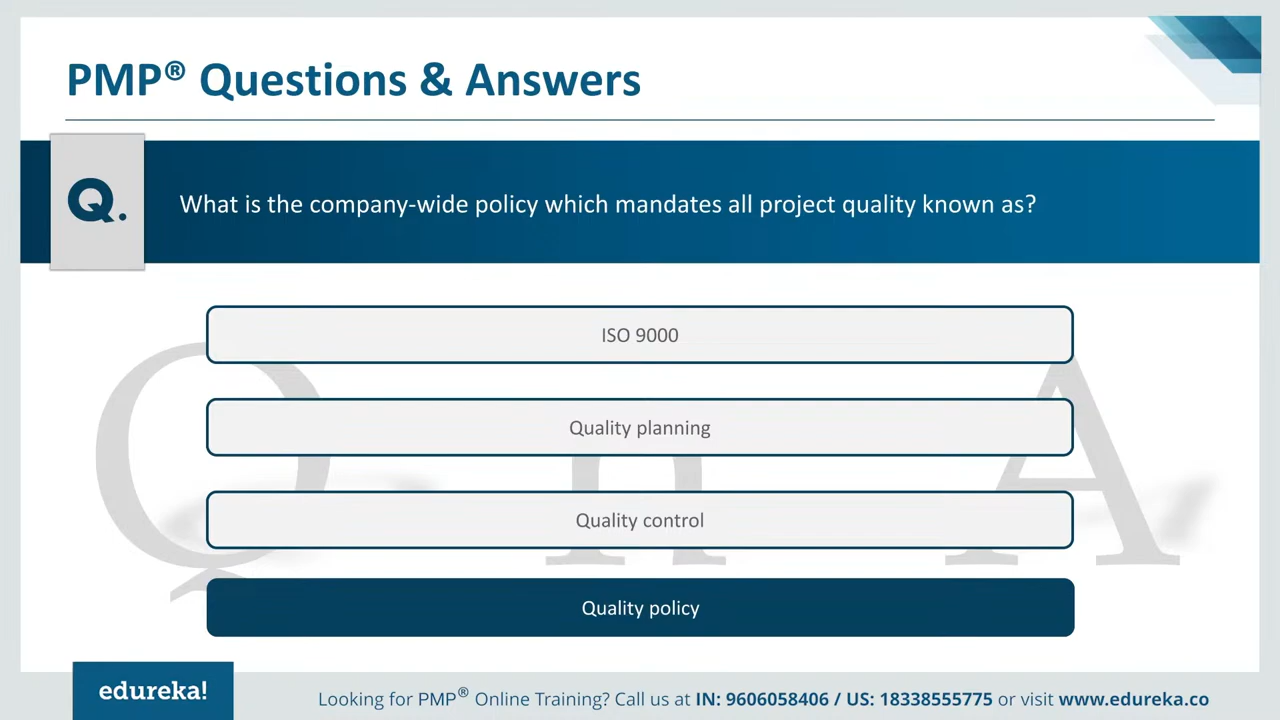 PMP® Questions & Answers
Q.
What is the company-wide policy which mandates all project quality known as?
ISO 9000
Quality planning
Quality control
Quality policy
Q n A
edureka!
Looking for PMP® Online Training? Call us at IN: 9606058406 / US: 18338555775 or visit www.edureka.co